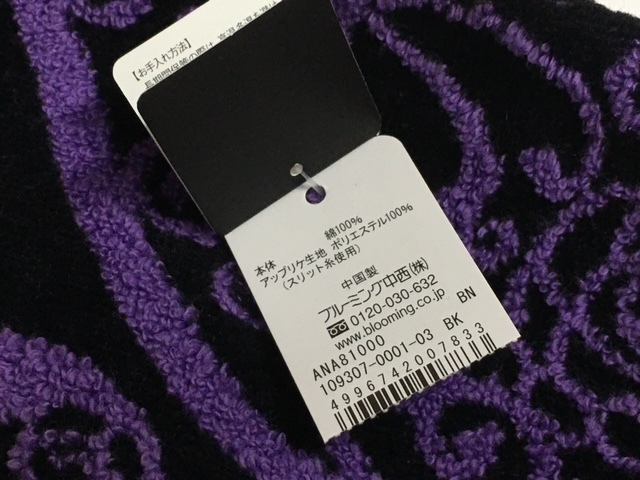 【お手入れ方法】
本体 綿100%
アップリケ生地 ポリエステル100%
(スリット糸使用)
中国製
ブルーミング中西(株)
0120-030-632
www.blooming.co.jp
ANA81000 BN
109307-0001-03 BK
4996742007833